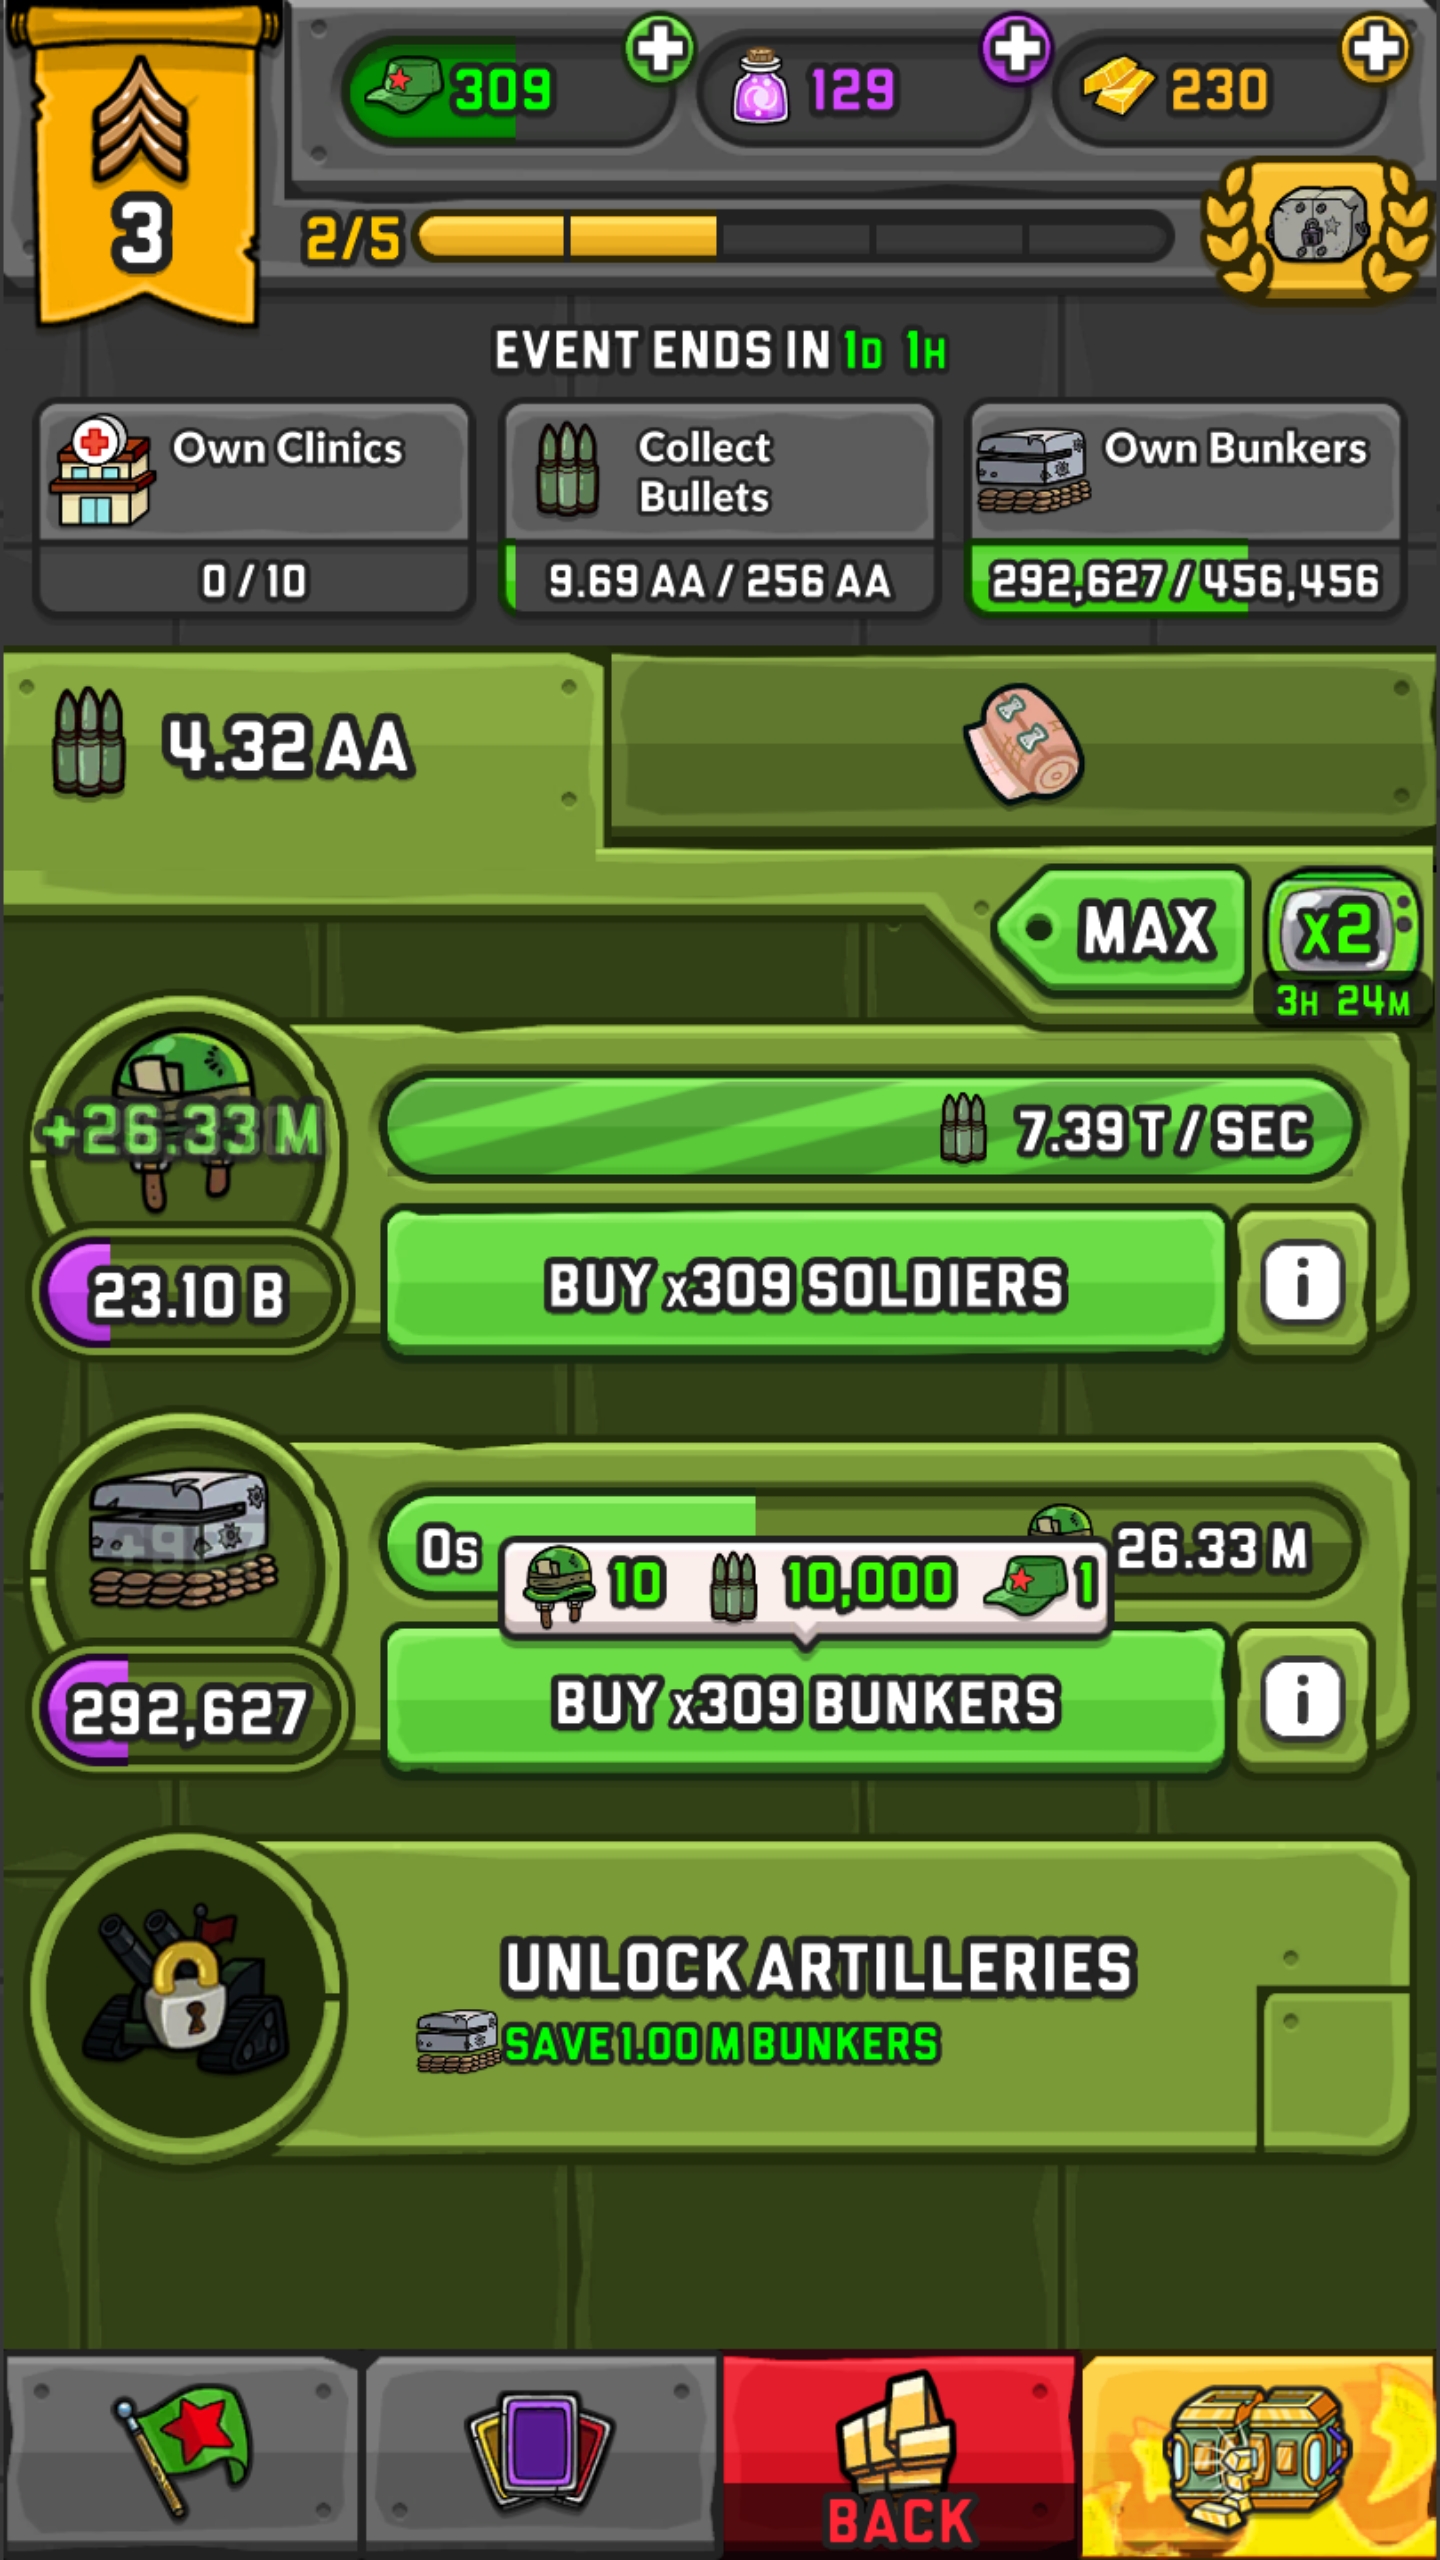 309
129
230
3
2/5
EVENT ENDS IN 1D 1H
Own Clinics
0 / 10
Collect
Bullets
9.69 AA / 256 AA
Own Bunkers
292,627 / 456,456
4.32 AA
MAX
x2
3H 24M
+26.33 M
7.39 T / SEC
23.10 B
BUY x309 SOLDIERS
0s
26.33 M
10
10,000
1
292,627
BUY x309 BUNKERS
UNLOCK ARTILLERIES
SAVE 1.00 M BUNKERS
BACK